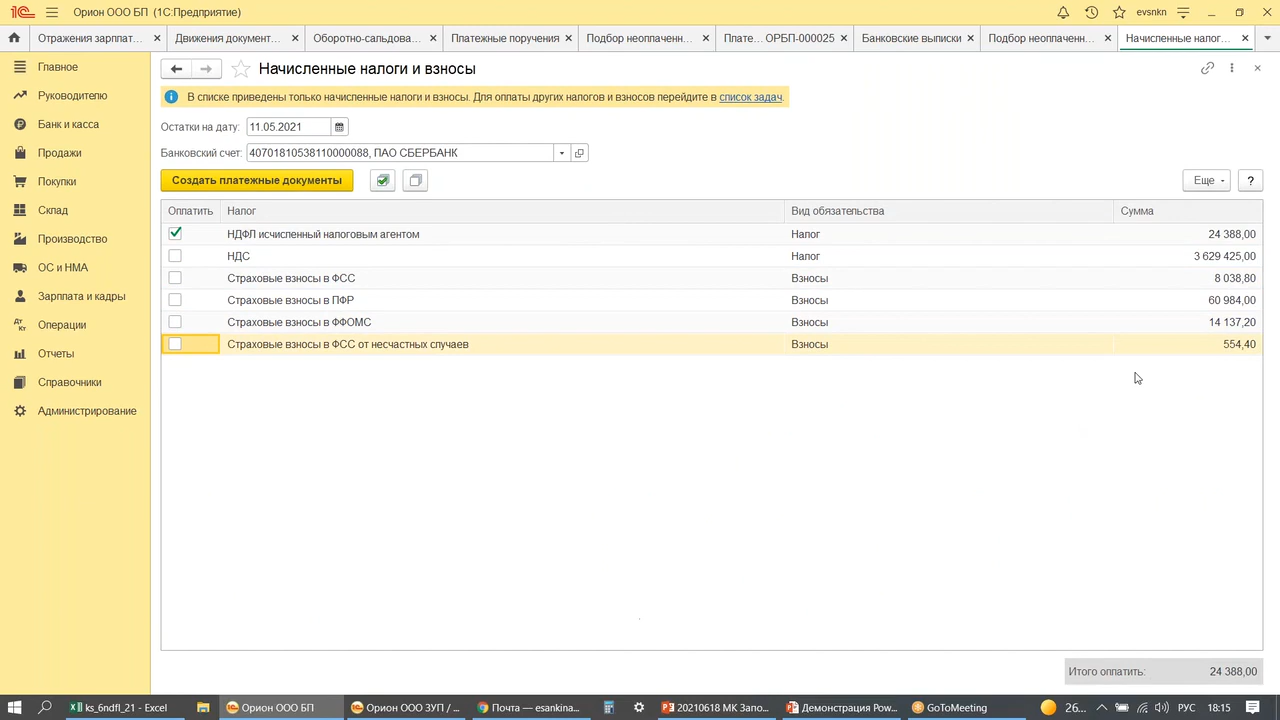 Орион ООО БП (1С:Предприятие)
evsnkn
Отражения зарплат...
Движения документ...
Оборотно-сальдова...
Платежные поручения
Подбор неоплаченн...
Плате... ОРБП-000025
Банковские выписки
Подбор неоплаченн...
Начисленные налог...
Главное
Руководителю
Банк и касса
Продажи
Покупки
Склад
Производство
ОС и НМА
Зарплата и кадры
Операции
Отчеты
Справочники
Администрирование
Начисленные налоги и взносы
В списке приведены только начисленные налоги и взносы. Для оплаты других налогов и взносов перейдите в список задач.
Остатки на дату: 11.05.2021
Банковский счет: 40701810538110000088, ПАО СБЕРБАНК
Создать платежные документы
Еще
?
Оплатить Налог Вид обязательства Сумма
НДФЛ исчисленный налоговым агентом Налог 24 388,00
НДС Налог 3 629 425,00
Страховые взносы в ФСС Взносы 8 038,80
Страховые взносы в ПФР Взносы 60 984,00
Страховые взносы в ФФОМС Взносы 14 137,20
Страховые взносы в ФСС от несчастных случаев Взносы 554,40
Итого оплатить: 24 388,00
ks_6ndfl_21 - Excel
Орион ООО БП
Орион ООО ЗУП / ...
Почта — esankina...
20210618 МК Запо...
Демонстрация Pow...
GoToMeeting
26...
РУС
18:15